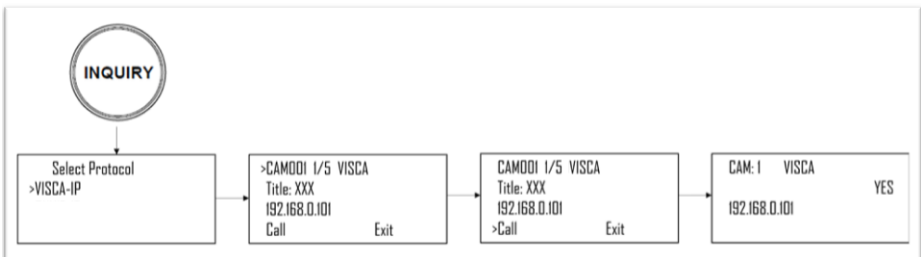 INQUIRY
Select Protocol
>VISCA-IP
>CAM001 1/5 VISCA
Title: XXX
192.168.0.101
Call Exit
CAM001 1/5 VISCA
Title: XXX
192.168.0.101
>Call Exit
CAM: 1 VISCA
YES
192.168.0.101